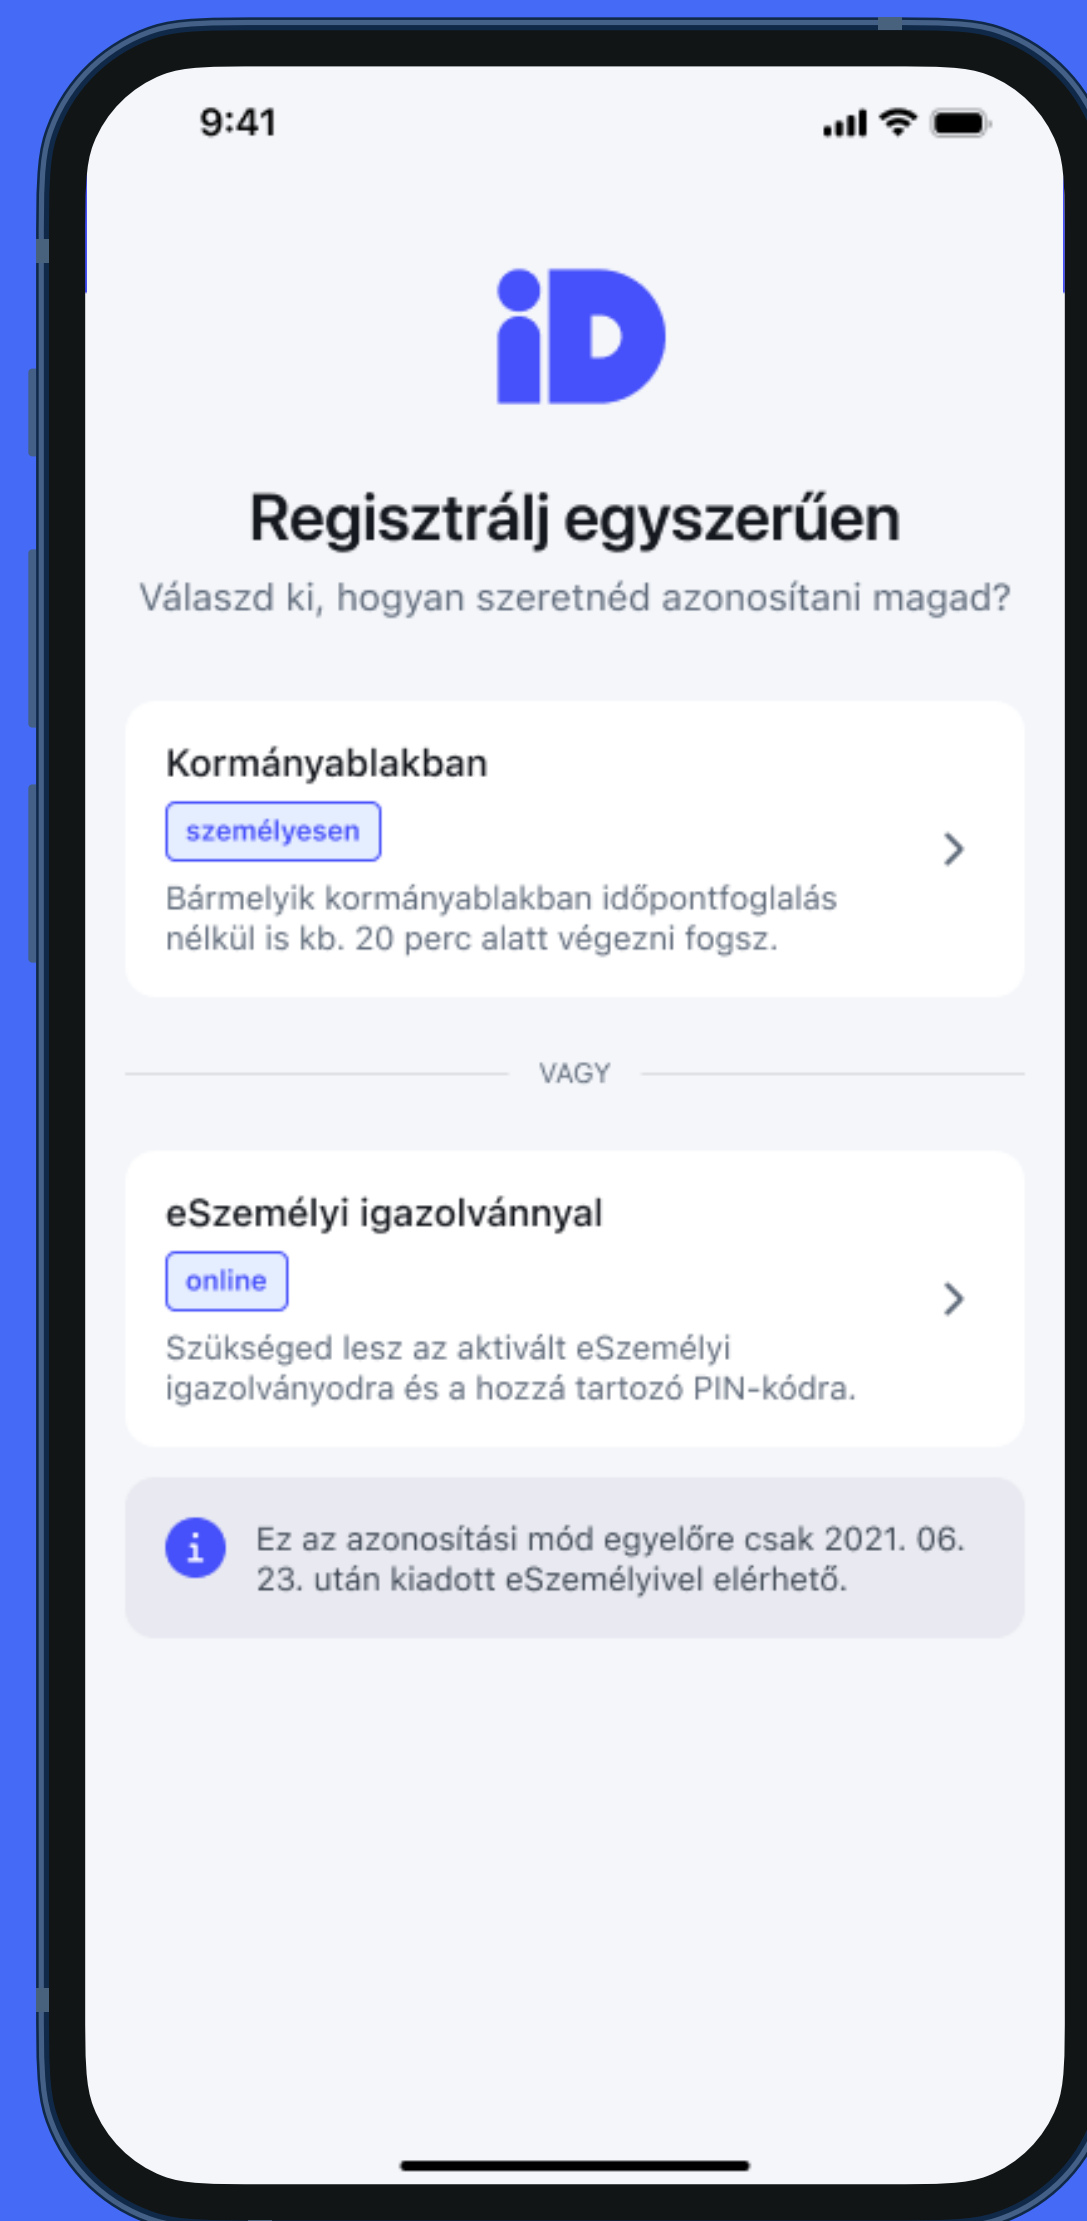 9:41
iD
Regisztrálj egyszerűen
Válaszd ki, hogyan szeretnéd azonosítani magad?
Kormányablakban
személyesen
Bármelyik kormányablakban időpontfoglalás
nélkül is kb. 20 perc alatt végezni fogsz.
VAGY
eSzemélyi igazolvánnyal
online
Szükséged lesz az aktivált eSzemélyi
igazolványodra és a hozzá tartozó PIN-kódra.
i
Ez az azonosítási mód egyelőre csak 2021. 06.
23. után kiadott eSzemélyivel elérhető.